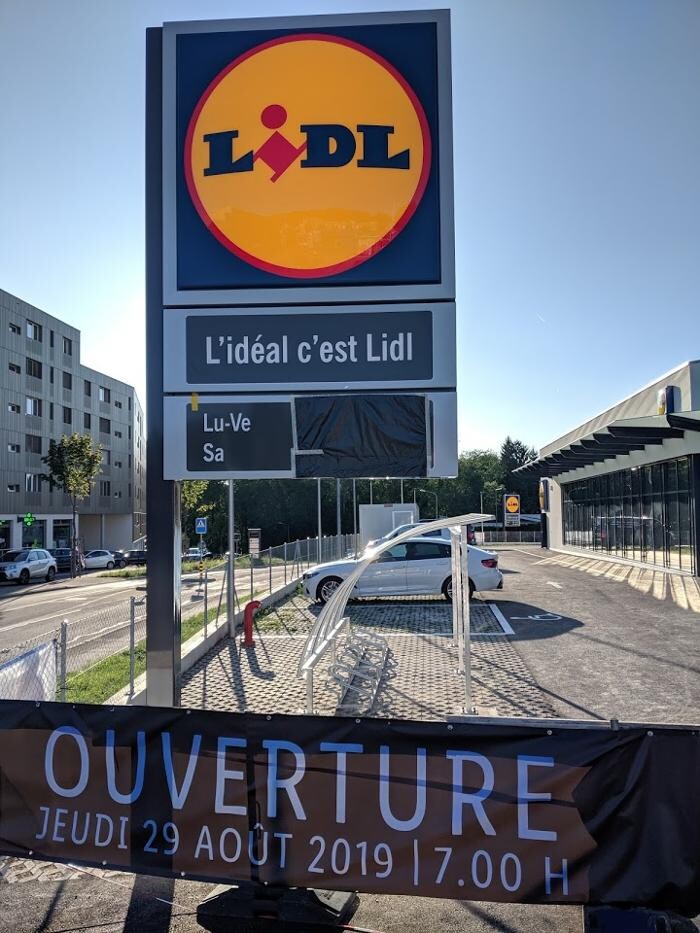 LIDL
L'idéal c'est Lidl
Lu-Ve
Sa
OUVERTURE
JEUDI 29 AOÛT 2019 | 7.00 H